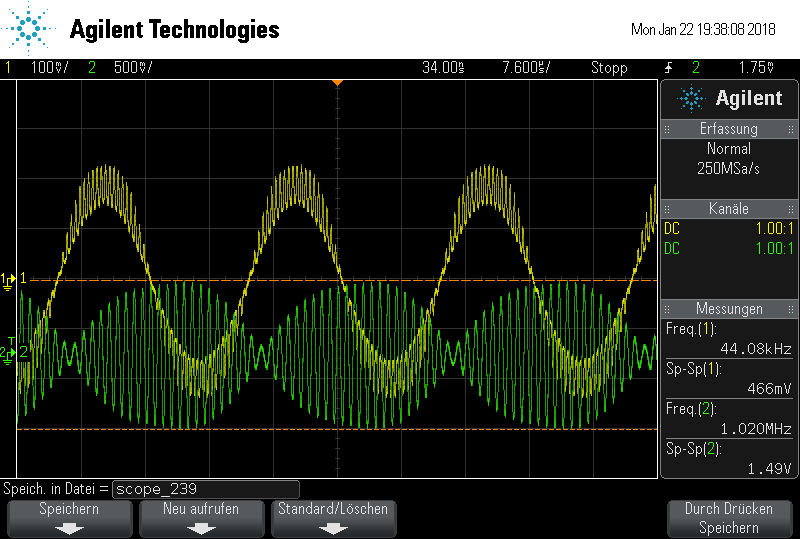 Agilent Technologies
Mon Jan 22 19:38:08 2018
1 100mV/ 2 500mV/ 34.00µs 7.600µs/ Stopp 2 1.75V
Agilent
Erfassung
Normal
250MSa/s
Kanäle
DC 1.00:1
DC 1.00:1
1 1
T
2 2
Messungen
Freq.(1):
44.08kHz
Sp-Sp(1):
466mV
Freq.(2):
1.020MHz
Sp-Sp(2):
1.49V
Speich. in Datei = scope_239
Speichern
Neu aufrufen
Standard/Löschen
Durch Drücken
Speichern